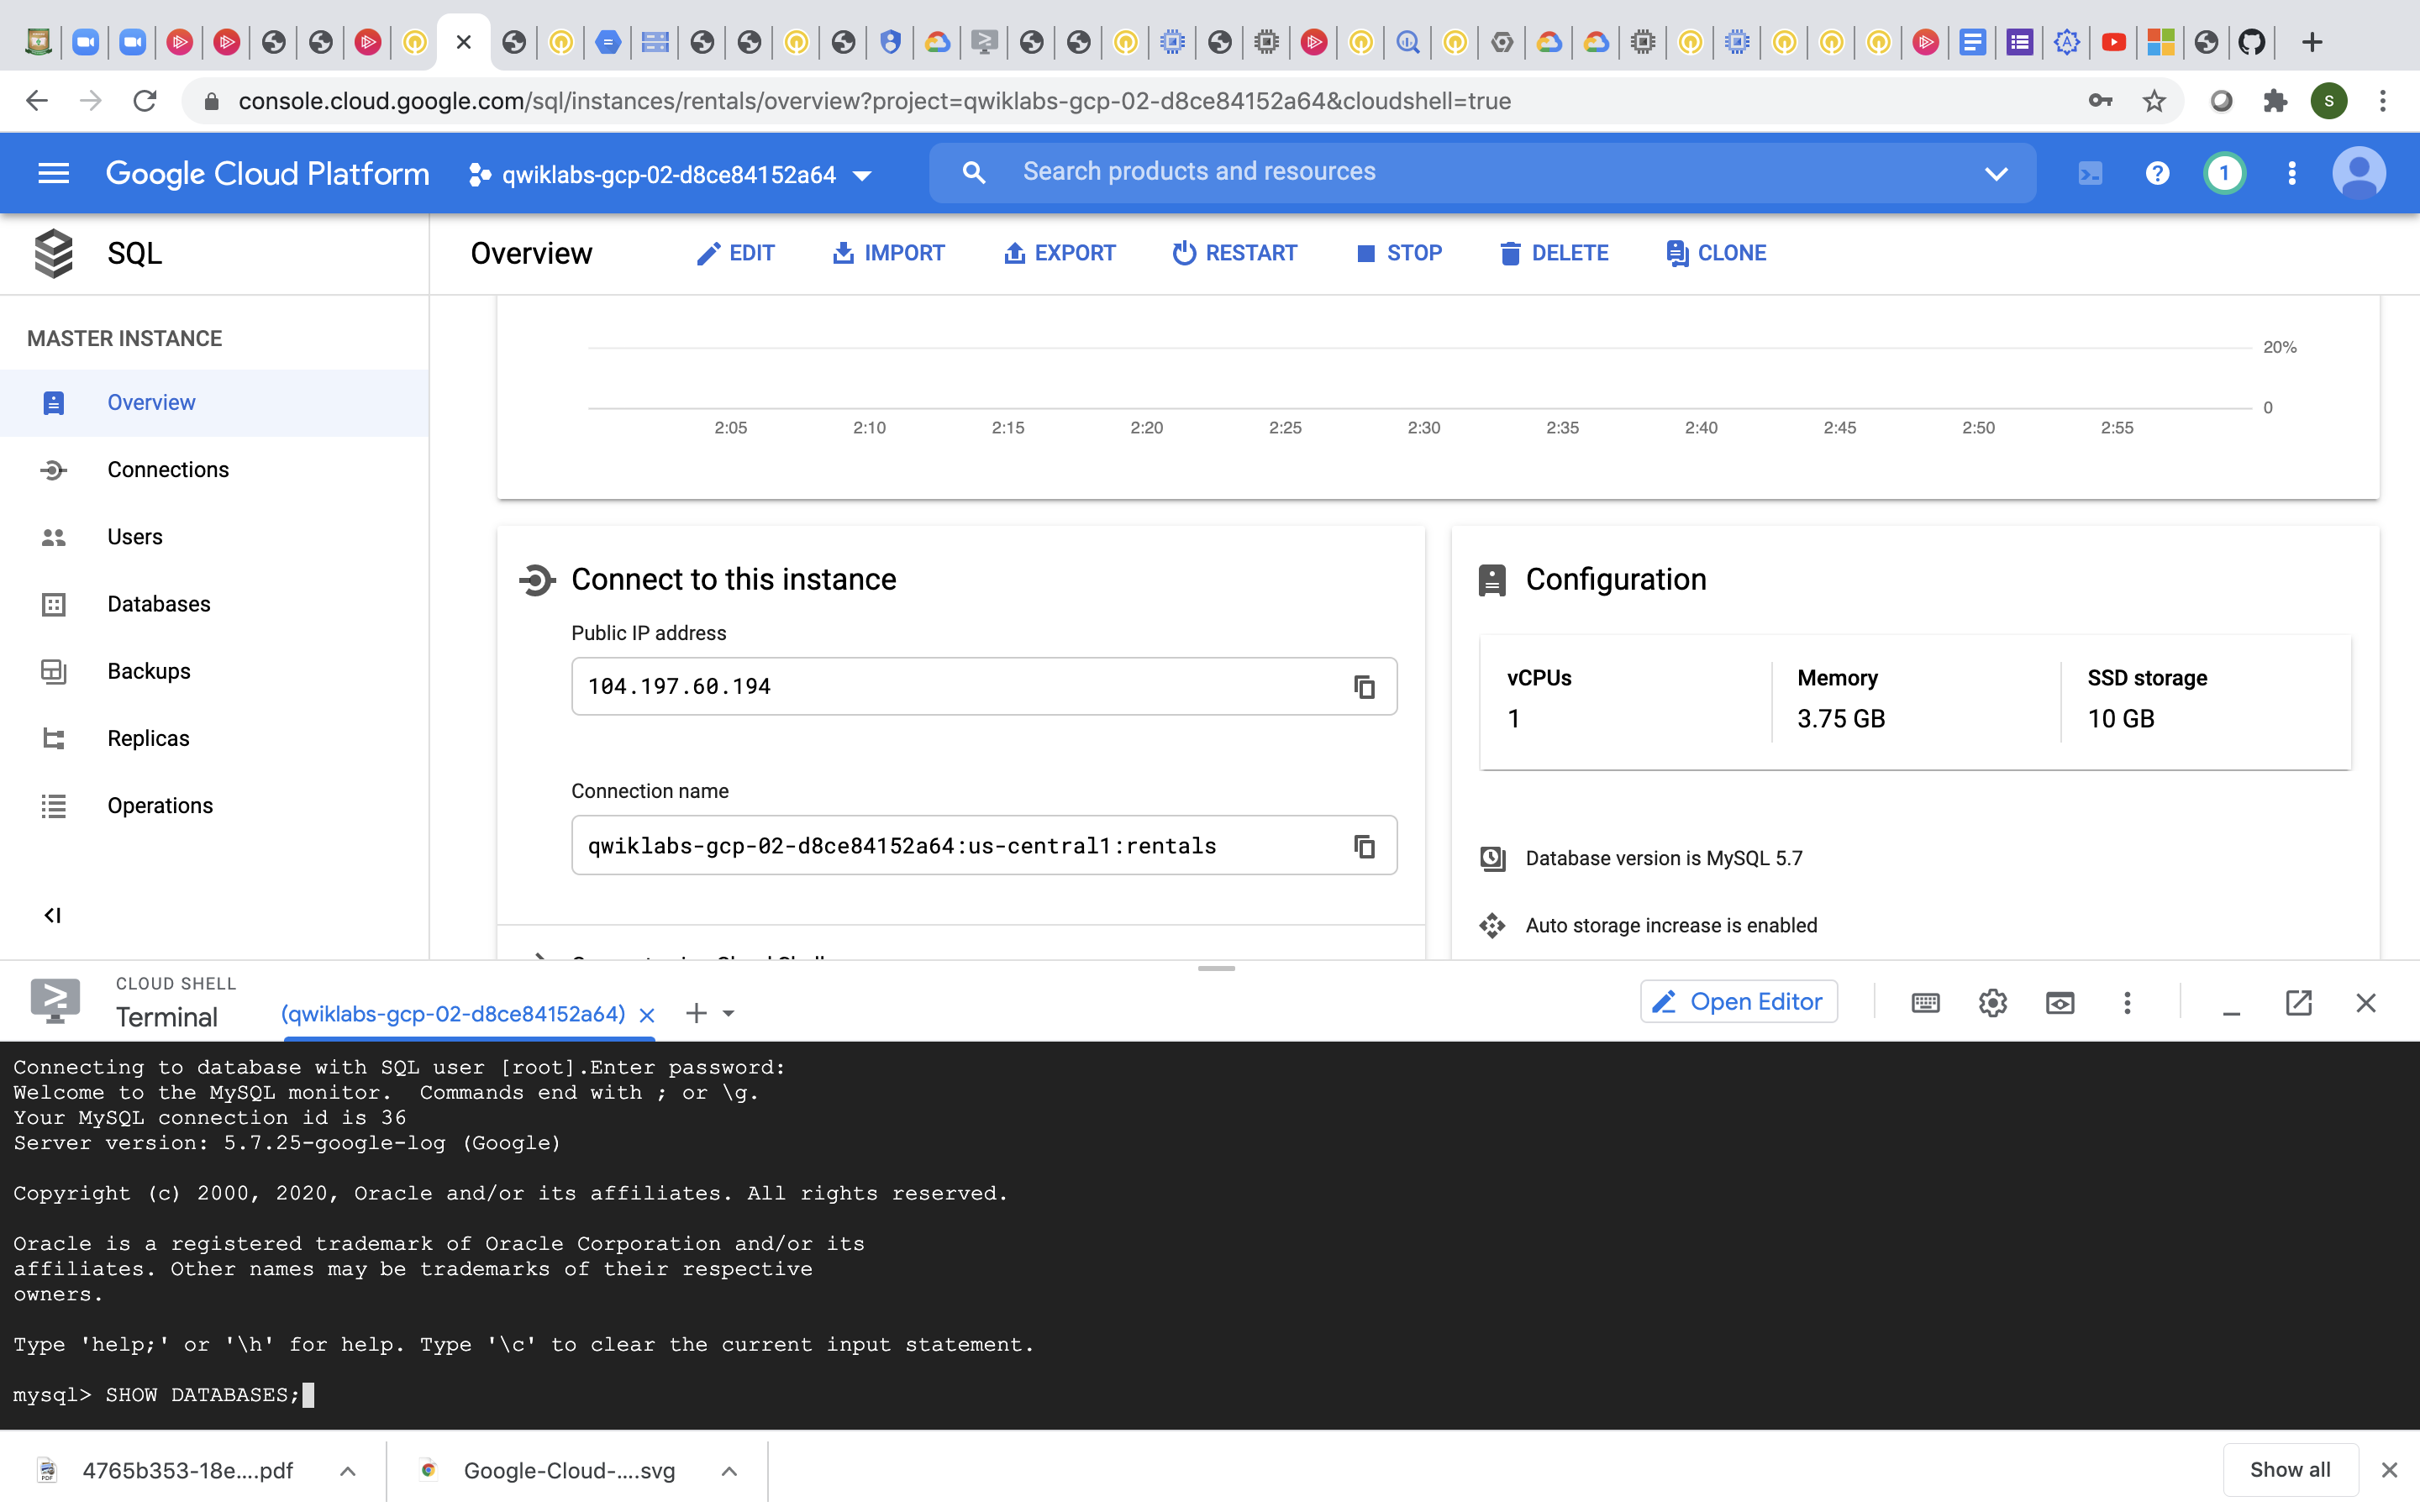 console.cloud.google.com/sql/instances/rentals/overview?project=qwiklabs-gcp-02-d8ce84152a64&cloudshell=true
S
Google Cloud Platform
qwiklabs-gcp-02-d8ce84152a64
Search products and resources
1
SQL
Overview
EDIT
IMPORT
EXPORT
RESTART
STOP
DELETE
CLONE
MASTER INSTANCE
Overview
Connections
Users
Databases
Backups
Replicas
Operations
20%
0
2:05 2:10 2:15 2:20 2:25 2:30 2:35 2:40 2:45 2:50 2:55
Connect to this instance
Public IP address
104.197.60.194
Connection name
qwiklabs-gcp-02-d8ce84152a64:us-central1:rentals
Configuration
vCPUs
1
Memory
3.75 GB
SSD storage
10 GB
Database version is MySQL 5.7
Auto storage increase is enabled
CLOUD SHELL
Terminal
(qwiklabs-gcp-02-d8ce84152a64)
Open Editor
Connecting to database with SQL user [root].Enter password:
Welcome to the MySQL monitor.  Commands end with ; or \g.
Your MySQL connection id is 36
Server version: 5.7.25-google-log (Google)
Copyright (c) 2000, 2020, Oracle and/or its affiliates. All rights reserved.
Oracle is a registered trademark of Oracle Corporation and/or its
affiliates. Other names may be trademarks of their respective
owners.
Type 'help;' or '\h' for help. Type '\c' to clear the current input statement.
mysql> SHOW DATABASES;
4765b353-18e....pdf
Google-Cloud-....svg
Show all